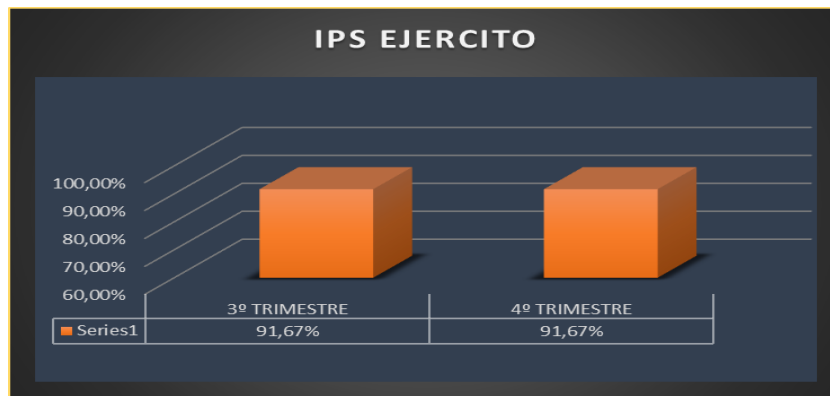 IPS EJERCITO
100,00%
90,00%
80,00%
70,00%
60,00%
3º TRIMESTRE 4º TRIMESTRE
Series1 91,67% 91,67%